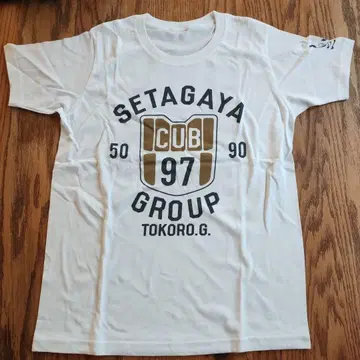 SETAGAYA
CUB
50 97 90
GROUP
TOKORO.G.